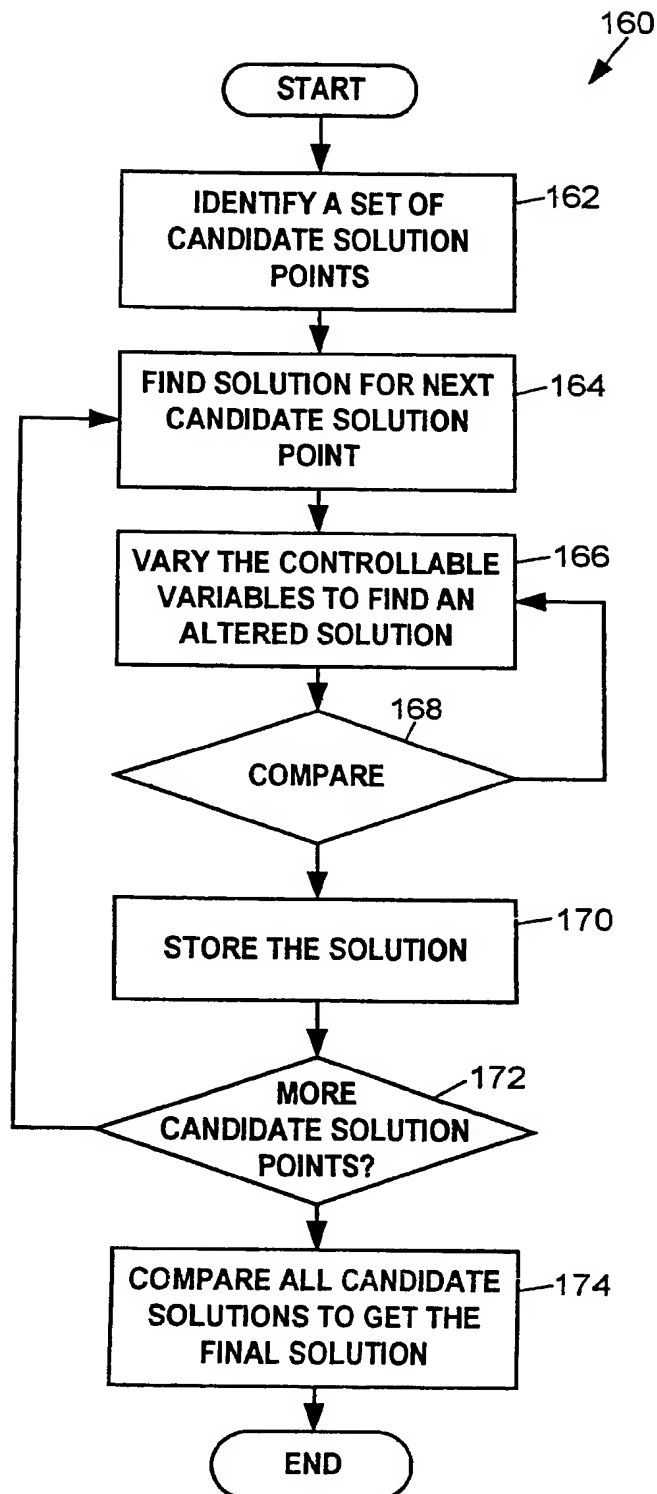 160
START
IDENTIFY A SET OF
CANDIDATE SOLUTION
POINTS
162
FIND SOLUTION FOR NEXT
CANDIDATE SOLUTION
POINT
164
VARY THE CONTROLLABLE
VARIABLES TO FIND AN
ALTERED SOLUTION
166
168
COMPARE
STORE THE SOLUTION
170
172
MORE
CANDIDATE SOLUTION
POINTS?
COMPARE ALL CANDIDATE
SOLUTIONS TO GET THE
FINAL SOLUTION
174
END